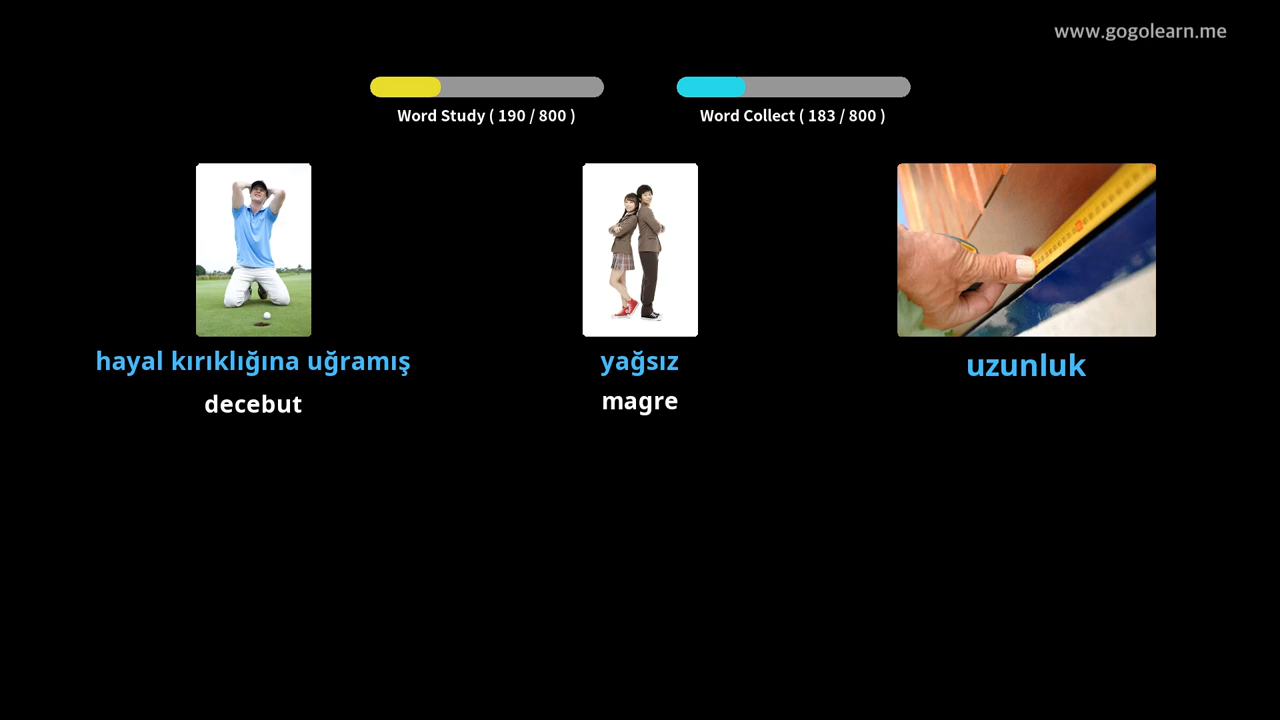 www.gogolearn.me
Word Study ( 190 / 800 )
Word Collect ( 183 / 800 )
hayal kırıklığına uğramış
decebut
yağsız
magre
uzunluk